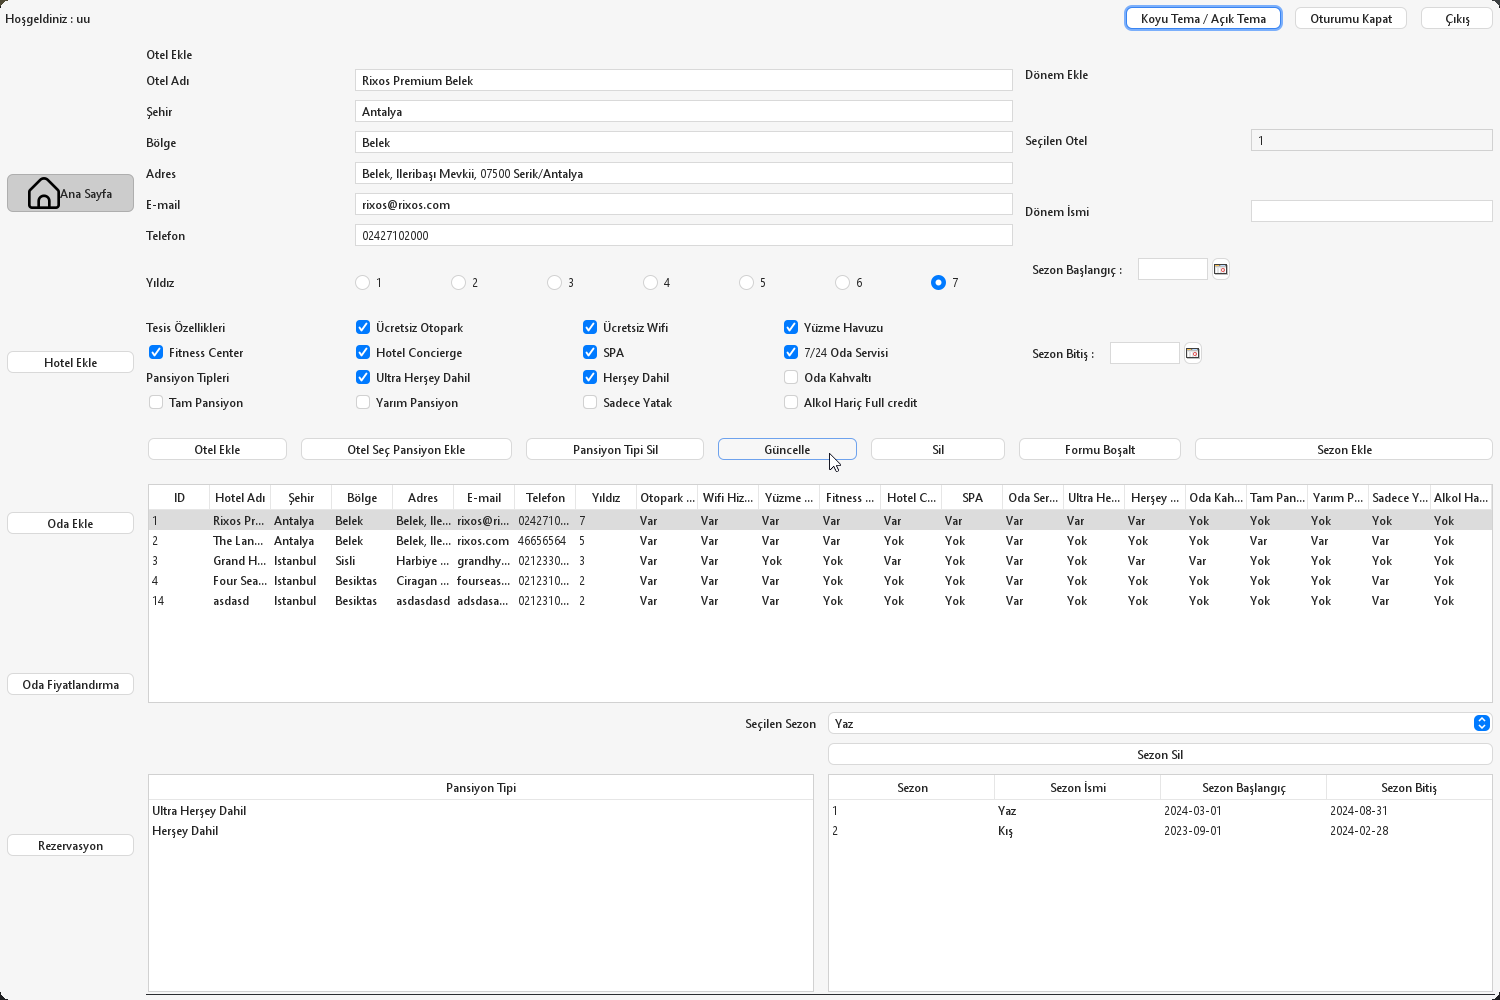 Hoşgeldiniz : uu
Koyu Tema / Açık Tema
Oturumu Kapat
Çıkış
Ana Sayfa
Hotel Ekle
Oda Ekle
Oda Fiyatlandırma
Rezervasyon
Otel Ekle
Otel Adı Rixos Premium Belek
Şehir Antalya
Bölge Belek
Adres Belek, Ileribaşı Mevkii, 07500 Serik/Antalya
E-mail rixos@rixos.com
Telefon 02427102000
Yıldız 1 2 3 4 5 6 7
Tesis Özellikleri Ücretsiz Otopark Ücretsiz Wifi Yüzme Havuzu
Fitness Center Hotel Concierge SPA 7/24 Oda Servisi
Pansiyon Tipleri Ultra Herşey Dahil Herşey Dahil Oda Kahvaltı
Tam Pansiyon Yarım Pansiyon Sadece Yatak Alkol Hariç Full credit
Dönem Ekle
Seçilen Otel 1
Dönem İsmi
Sezon Başlangıç :
Sezon Bitiş :
Otel Ekle Otel Seç Pansiyon Ekle Pansiyon Tipi Sil Güncelle Sil Formu Boşalt Sezon Ekle
ID Hotel Adı Şehir Bölge Adres E-mail Telefon Yıldız Otopark ... Wifi Hiz... Yüzme ... Fitness ... Hotel C... SPA Oda Ser... Ultra He... Herşey ... Oda Kah... Tam Pan... Yarım P... Sadece Y... Alkol Ha...
1 Rixos Pr... Antalya Belek Belek, Ile... rixos@ri... 0242710... 7 Var Var Var Var Var Var Var Var Var Yok Yok Yok Yok Yok
2 The Lan... Antalya Belek Belek, Ile... rixos.com 46656564 5 Var Var Var Var Yok Yok Var Yok Yok Yok Var Var Yok Yok
3 Grand H... Istanbul Sisli Harbiye ... grandhy... 0212330... 3 Var Var Yok Yok Var Yok Var Yok Var Var Yok Yok Yok Yok
4 Four Sea... Istanbul Besiktas Ciragan ... fourseas... 0212310... 2 Var Var Var Yok Yok Yok Var Yok Yok Yok Yok Yok Var Yok
14 asdasd Istanbul Besiktas asdasdasd adsdasa... 0212310... 2 Var Var Var Yok Yok Yok Var Yok Yok Yok Yok Yok Var Yok
Seçilen Sezon Yaz
Sezon Sil
Pansiyon Tipi
Ultra Herşey Dahil
Herşey Dahil
Sezon Sezon İsmi Sezon Başlangıç Sezon Bitiş
1 Yaz 2024-03-01 2024-08-31
2 Kış 2023-09-01 2024-02-28